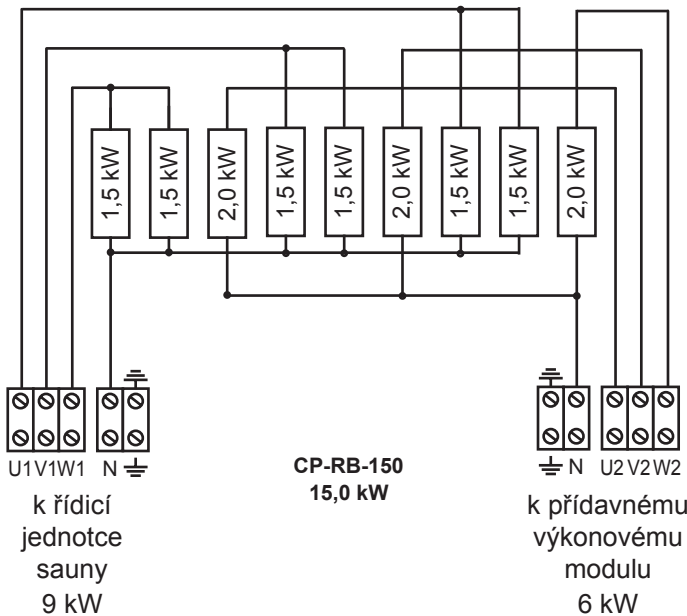 1,5 kW
1,5 kW
2,0 kW
1,5 kW
1,5 kW
2,0 kW
1,5 kW
1,5 kW
2,0 kW
U1 V1 W1 N
CP-RB-150
15,0 kW
N U2 V2 W2
k řídicí
jednotce
sauny
9 kW
k přídavnému
výkonovému
modulu
6 kW